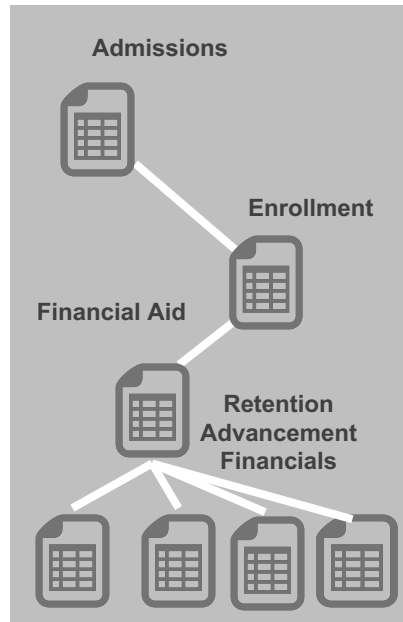 Admissions
Enrollment
Financial Aid
Retention
Advancement
Financials